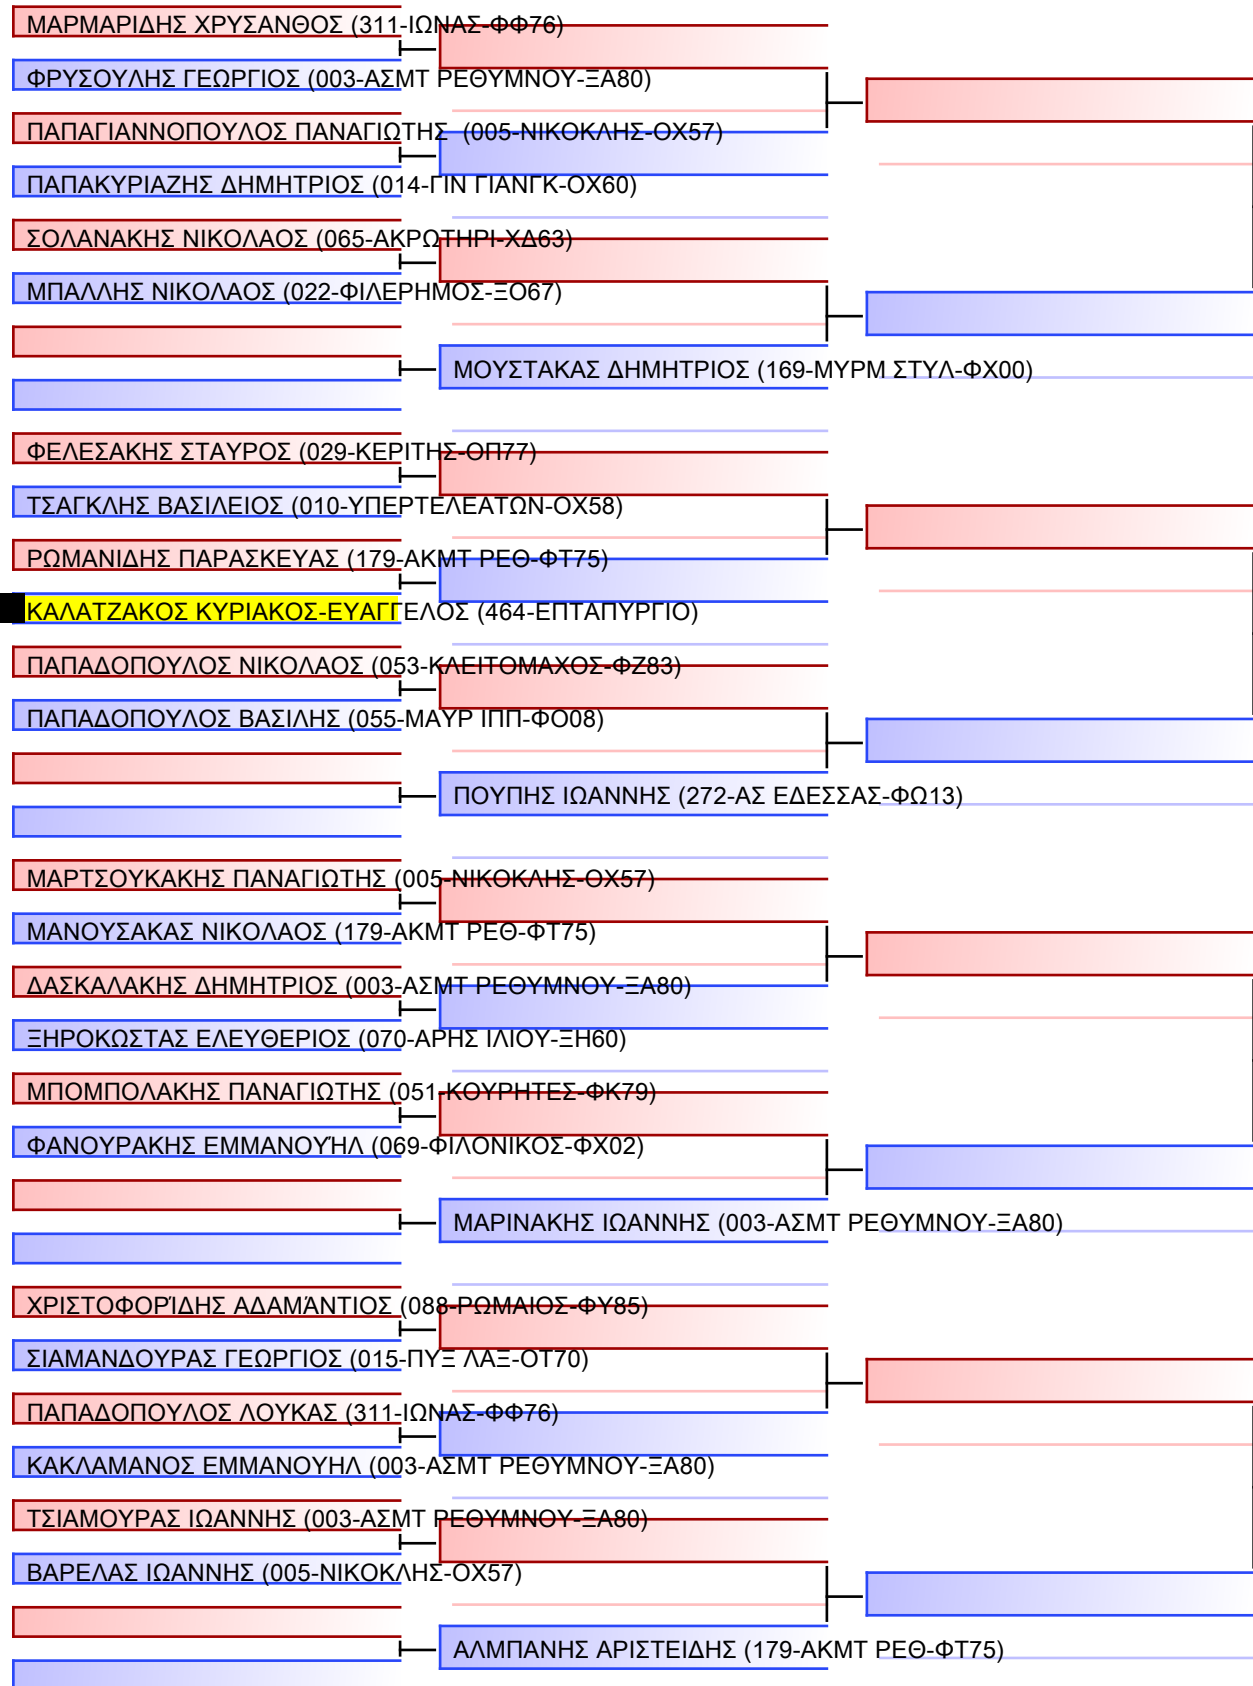 ΜΑΡΜΑΡΙΔΗΣ ΧΡΥΣΑΝΘΟΣ (311-ΙΩΝΑΣ-ΦΦ76)
ΦΡΥΣΟΥΛΗΣ ΓΕΩΡΓΙΟΣ (003-ΑΣΜΤ ΡΕΘΥΜΝΟΥ-ΞΑ80)
ΠΑΠΑΓΙΑΝΝΟΠΟΥΛΟΣ ΠΑΝΑΓΙΩΤΗΣ (005-ΝΙΚΟΚΛΗΣ-ΟΧ57)
ΠΑΠΑΚΥΡΙΑΖΗΣ ΔΗΜΗΤΡΙΟΣ (014-ΓΙΝ ΓΙΑΝΓΚ-ΟΧ60)
ΣΟΛΑΝΑΚΗΣ ΝΙΚΟΛΑΟΣ (065-ΑΚΡΩΤΗΡΙ-ΧΔ63)
ΜΠΑΛΛΗΣ ΝΙΚΟΛΑΟΣ (022-ΦΙΛΕΡΗΜΟΣ-ΞΟ67)
ΜΟΥΣΤΑΚΑΣ ΔΗΜΗΤΡΙΟΣ (169-ΜΥΡΜ ΣΤΥΛ-ΦΧ00)
ΦΕΛΕΣΑΚΗΣ ΣΤΑΥΡΟΣ (029-ΚΕΡΙΤΗΣ-ΟΠ77)
ΤΣΑΓΚΛΗΣ ΒΑΣΙΛΕΙΟΣ (010-ΥΠΕΡΤΕΛΕΑΤΩΝ-ΟΧ58)
ΡΩΜΑΝΙΔΗΣ ΠΑΡΑΣΚΕΥΑΣ (179-ΑΚΜΤ ΡΕΘ-ΦΤ75)
ΚΑΛΑΤΖΑΚΟΣ ΚΥΡΙΑΚΟΣ-ΕΥΑΓΓΕΛΟΣ (464-ΕΠΤΑΠΥΡΓΙΟ)
ΠΑΠΑΔΟΠΟΥΛΟΣ ΝΙΚΟΛΑΟΣ (053-ΚΛΕΙΤΟΜΑΧΟΣ-ΦΖ83)
ΠΑΠΑΔΟΠΟΥΛΟΣ ΒΑΣΙΛΗΣ (055-ΜΑΥΡ ΙΠΠ-ΦΟ08)
ΠΟΥΠΗΣ ΙΩΑΝΝΗΣ (272-ΑΣ ΕΔΕΣΣΑΣ-ΦΩ13)
ΜΑΡΤΣΟΥΚΑΚΗΣ ΠΑΝΑΓΙΩΤΗΣ (005-ΝΙΚΟΚΛΗΣ-ΟΧ57)
ΜΑΝΟΥΣΑΚΑΣ ΝΙΚΟΛΑΟΣ (179-ΑΚΜΤ ΡΕΘ-ΦΤ75)
ΔΑΣΚΑΛΑΚΗΣ ΔΗΜΗΤΡΙΟΣ (003-ΑΣΜΤ ΡΕΘΥΜΝΟΥ-ΞΑ80)
ΞΗΡΟΚΩΣΤΑΣ ΕΛΕΥΘΕΡΙΟΣ (070-ΑΡΗΣ ΙΛΙΟΥ-ΞΗ60)
ΜΠΟΜΠΟΛΑΚΗΣ ΠΑΝΑΓΙΩΤΗΣ (051-ΚΟΥΡΗΤΕΣ-ΦΚ79)
ΦΑΝΟΥΡΑΚΗΣ ΕΜΜΑΝΟΥΉΛ (069-ΦΙΛΟΝΙΚΟΣ-ΦΧ02)
ΜΑΡΙΝΑΚΗΣ ΙΩΑΝΝΗΣ (003-ΑΣΜΤ ΡΕΘΥΜΝΟΥ-ΞΑ80)
ΧΡΙΣΤΟΦΟΡΊΔΗΣ ΑΔΑΜΆΝΤΙΟΣ (088-ΡΩΜΑΙΟΣ-ΦΥ85)
ΣΙΑΜΑΝΔΟΥΡΑΣ ΓΕΩΡΓΙΟΣ (015-ΠΥΞ ΛΑΞ-ΟΤ70)
ΠΑΠΑΔΟΠΟΥΛΟΣ ΛΟΥΚΑΣ (311-ΙΩΝΑΣ-ΦΦ76)
ΚΑΚΛΑΜΑΝΟΣ ΕΜΜΑΝΟΥΗΛ (003-ΑΣΜΤ ΡΕΘΥΜΝΟΥ-ΞΑ80)
ΤΣΙΑΜΟΥΡΑΣ ΙΩΑΝΝΗΣ (003-ΑΣΜΤ ΡΕΘΥΜΝΟΥ-ΞΑ80)
ΒΑΡΕΛΑΣ ΙΩΑΝΝΗΣ (005-ΝΙΚΟΚΛΗΣ-ΟΧ57)
ΑΛΜΠΑΝΗΣ ΑΡΙΣΤΕΙΔΗΣ (179-ΑΚΜΤ ΡΕΘ-ΦΤ75)